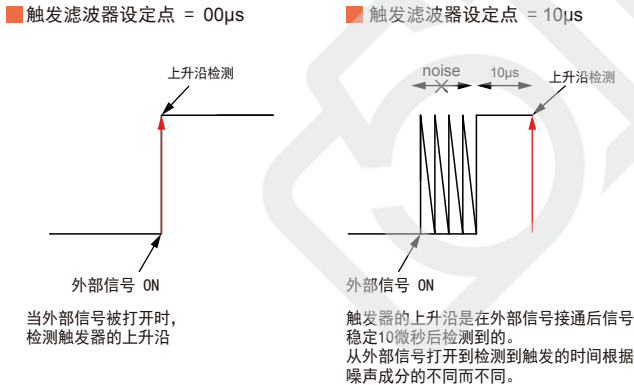 触发滤波器设定点 = 00μs
上升沿检测
外部信号 ON
当外部信号被打开时，
检测触发器的上升沿
触发滤波器设定点 = 10μs
noise
10μs
上升沿检测
外部信号 ON
触发器的上升沿是在外部信号接通后信号
稳定10微秒后检测到的。
从外部信号打开到检测到触发的时间根据
噪声成分的不同而不同。